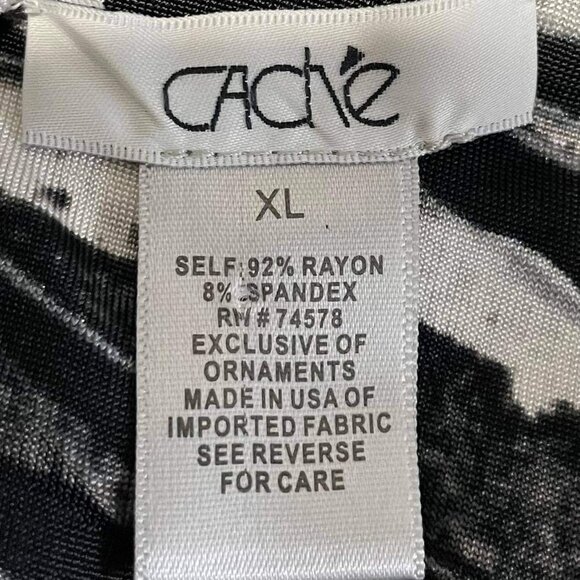 CACHÉ
XL
SELF: 92% RAYON
8% SPANDEX
RN # 74578
EXCLUSIVE OF
ORNAMENTS
MADE IN USA OF
IMPORTED FABRIC
SEE REVERSE
FOR CARE